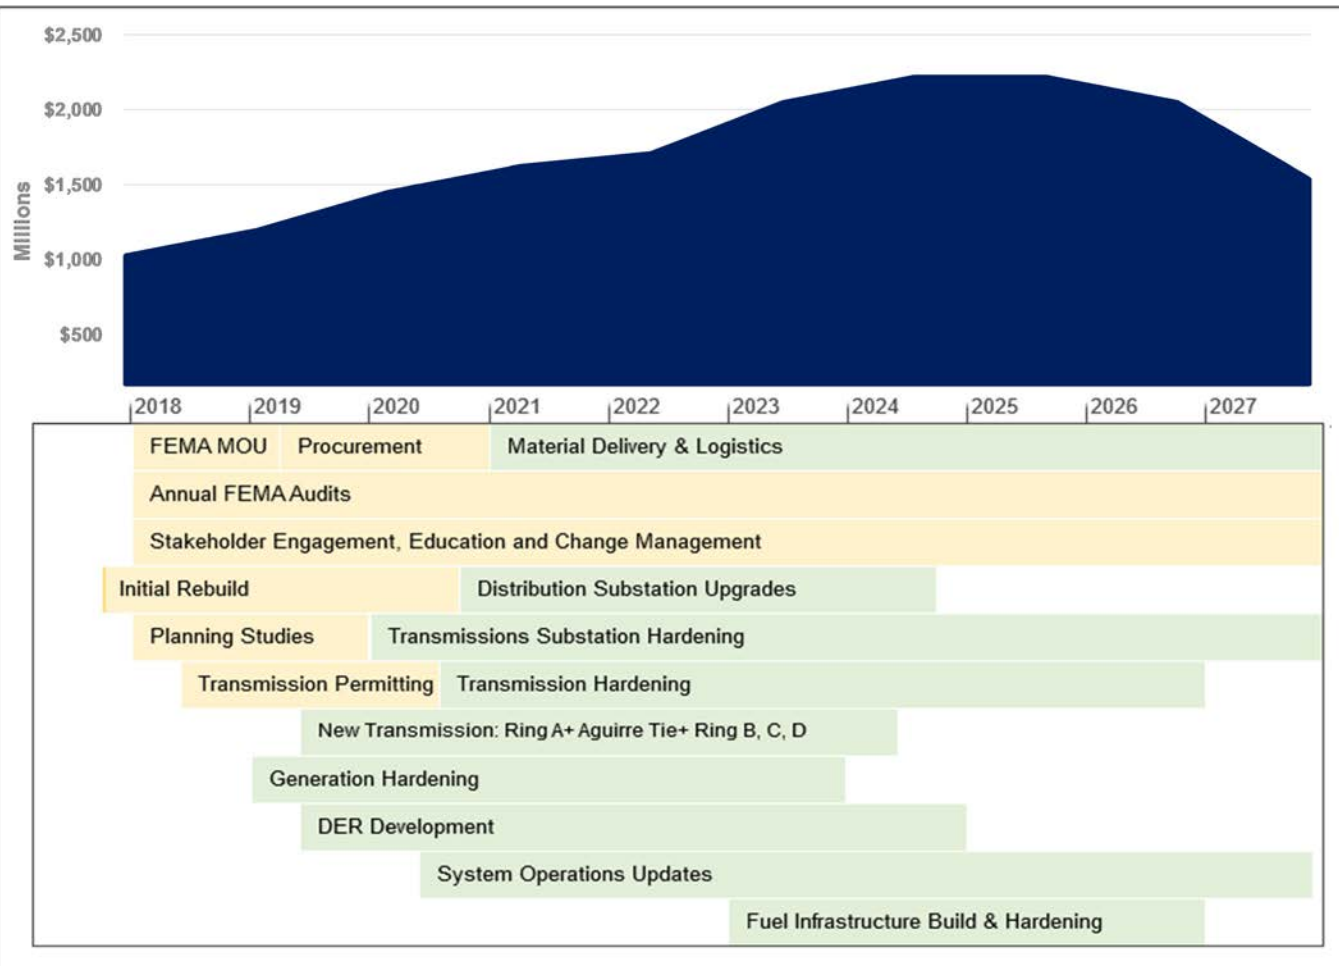 $2,500
$2,000
$1,500
$1,000
$500
Millions
2018 2019 2020 2021 2022 2023 2024 2025 2026 2027
FEMA MOU Procurement Material Delivery & Logistics
Annual FEMA Audits
Stakeholder Engagement, Education and Change Management
Initial Rebuild Distribution Substation Upgrades
Planning Studies Transmissions Substation Hardening
Transmission Permitting Transmission Hardening
New Transmission: Ring A+ Aguirre Tie+ Ring B, C, D
Generation Hardening
DER Development
System Operations Updates
Fuel Infrastructure Build & Hardening